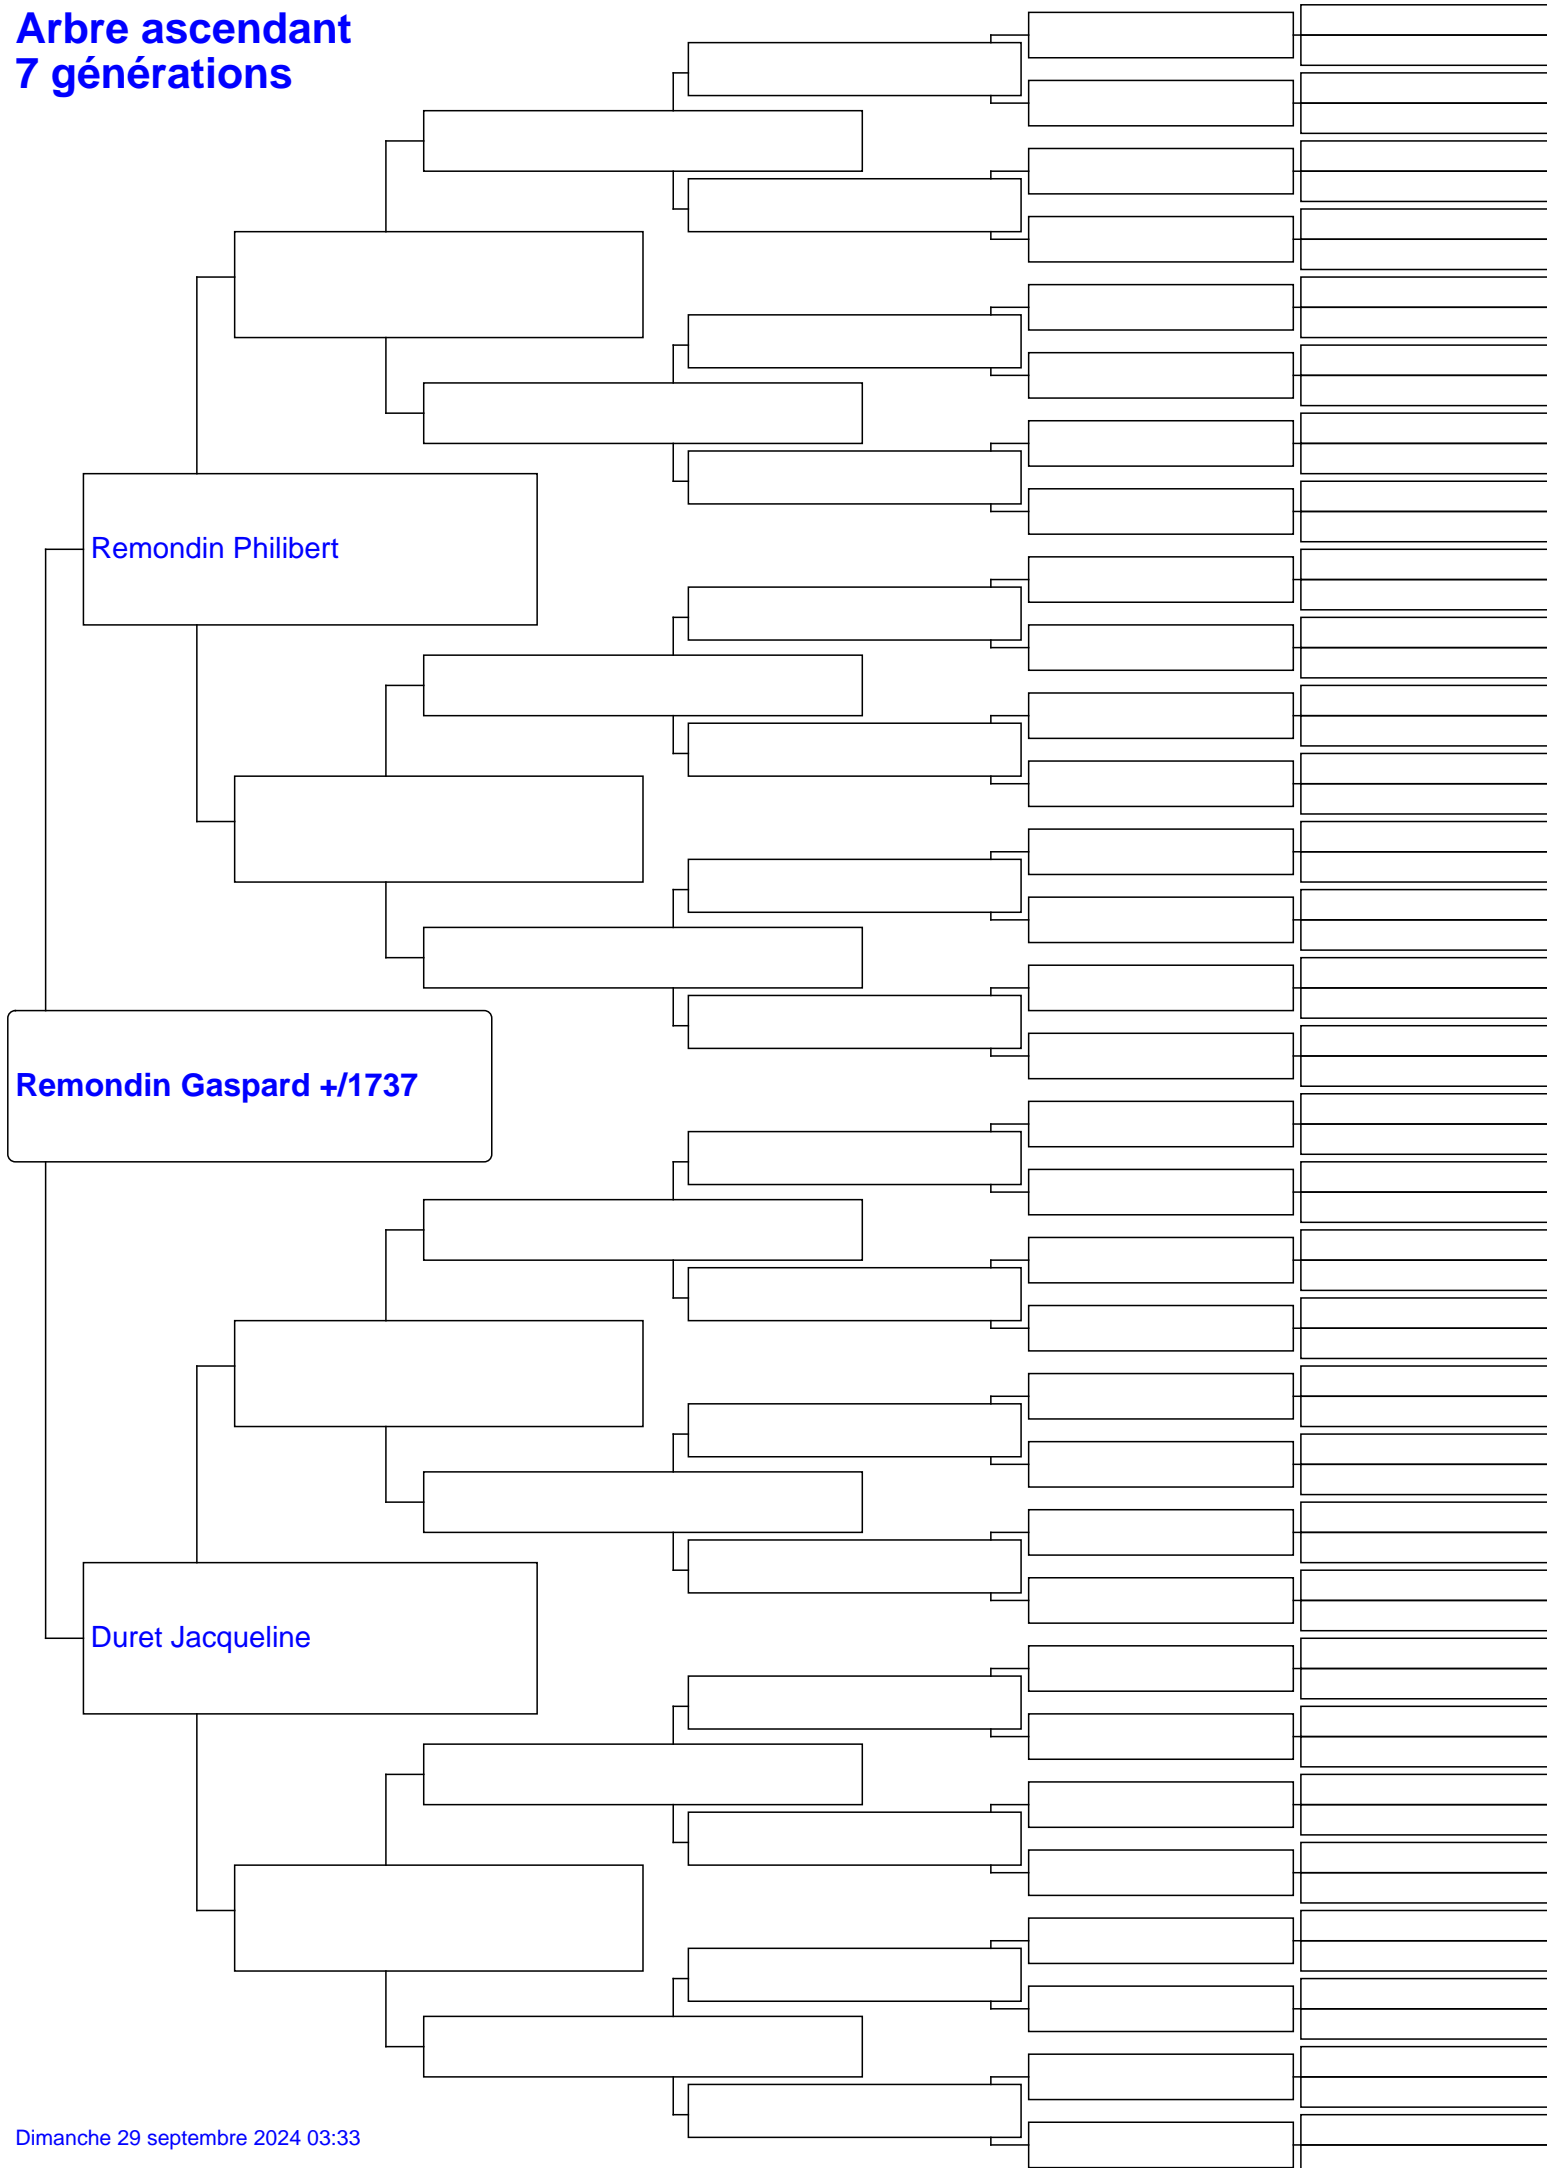 Arbre ascendant
7 générations
Remondin Philibert
Remondin Gaspard +/1737
Duret Jacqueline
Dimanche 29 septembre 2024 03:33